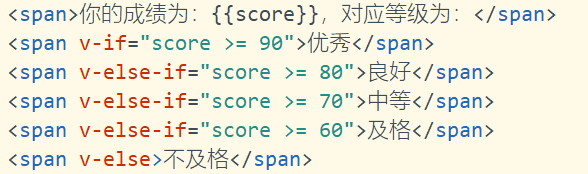 <span>你的成绩为：{{score}}，对应等级为：</span>
<span v-if="score >= 90">优秀</span>
<span v-else-if="score >= 80">良好</span>
<span v-else-if="score >= 70">中等</span>
<span v-else-if="score >= 60">及格</span>
<span v-else>不及格</span>